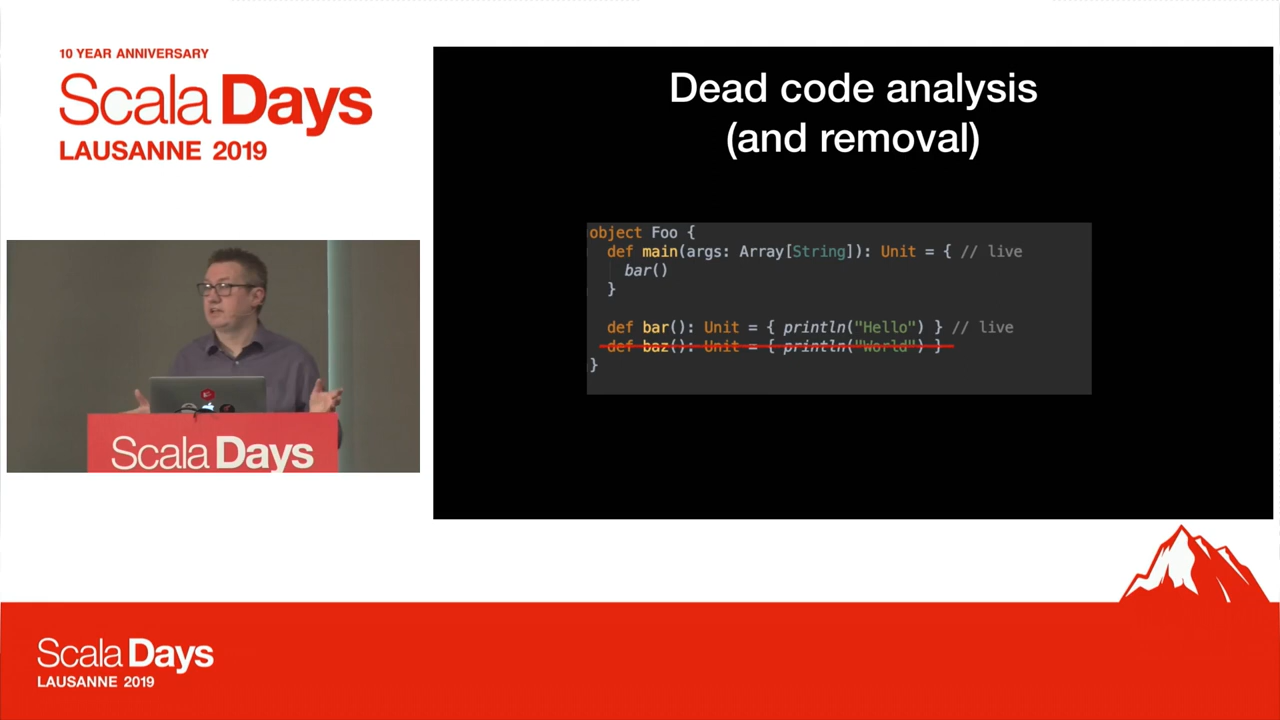 10 YEAR ANNIVERSARY
Scala Days
LAUSANNE 2019
Dead code analysis
(and removal)
object Foo {
def main(args: Array[String]): Unit = { // live
bar()
}
def bar(): Unit = { println("Hello") } // live
def baz(): Unit = { println("World") }
}
Scala Days
Scala Days
LAUSANNE 2019